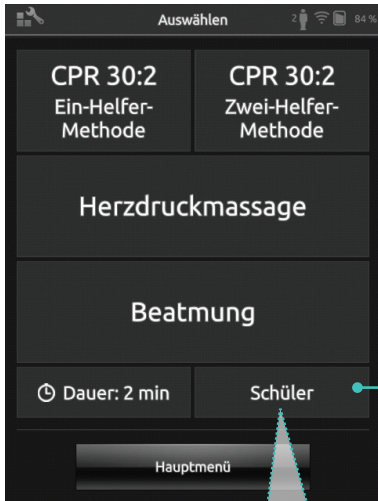 Auswählen
2
84 %
CPR 30:2
Ein-Helfer-
Methode
CPR 30:2
Zwei-Helfer-
Methode
Herzdruckmassage
Beatmung
Dauer: 2 min
Schüler
Hauptmenü